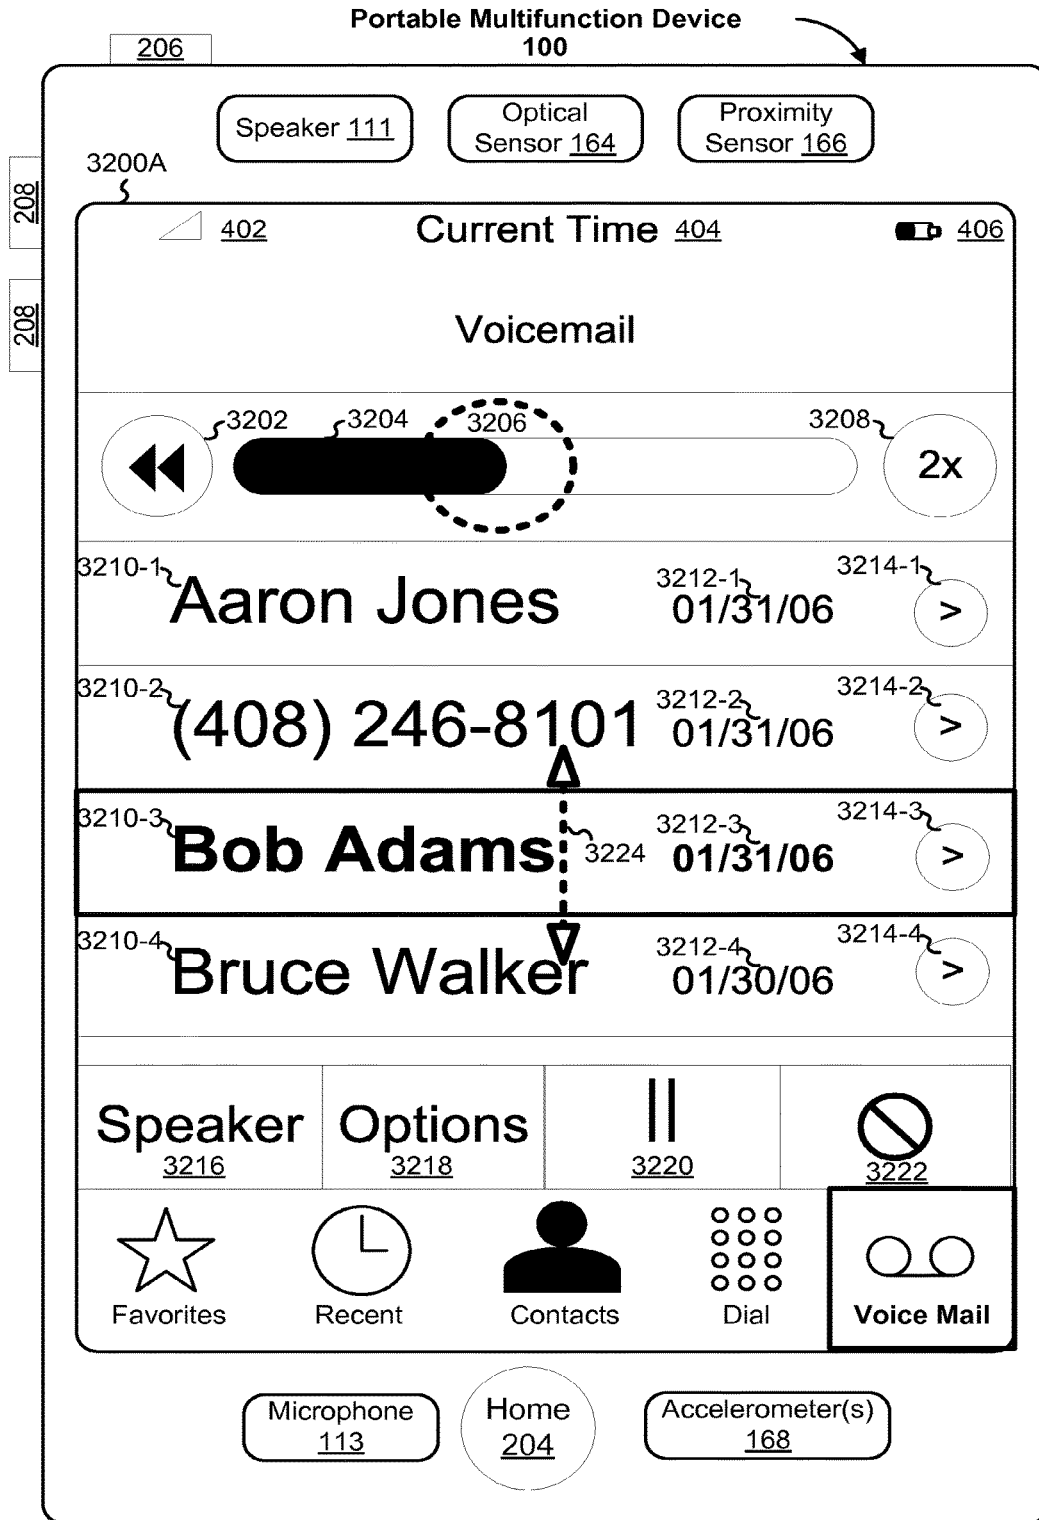 Portable Multifunction Device
100
206
Speaker 111
Optical
Sensor 164
Proximity
Sensor 166
3200A
208
208
402
Current Time 404
406
Voicemail
3202
3204
3206
3208
2x
3210-1
Aaron Jones
3212-1
01/31/06
3214-1
>
3210-2
(408) 246-8101
3212-2
01/31/06
3214-2
>
3210-3
Bob Adams
3224
3212-3
01/31/06
3214-3
>
3210-4
Bruce Walker
3212-4
01/30/06
3214-4
>
Speaker
3216
Options
3218
3220
3222
Favorites
Recent
Contacts
Dial
Voice Mail
Microphone
113
Home
204
Accelerometer(s)
168